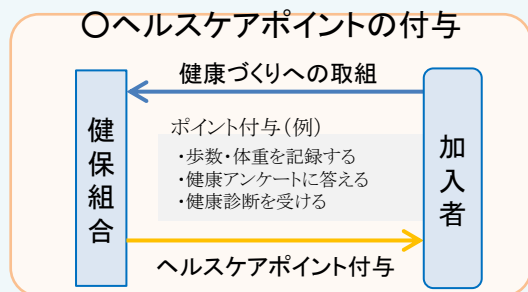 ○ヘルスケアポイントの付与
健康づくりへの取組
健保組合
ポイント付与(例)
・歩数・体重を記録する
・健康アンケートに答える
・健康診断を受ける
加入者
ヘルスケアポイント付与